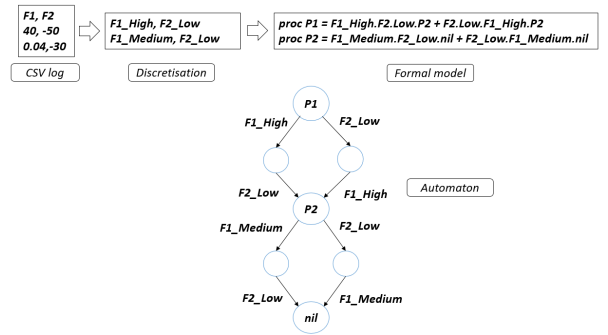 F1, F2
40, -50
0.04,-30
CSV log
F1_High, F2_Low
F1_Medium, F2_Low
Discretisation
proc P1 = F1_High.F2.Low.P2 + F2.Low.F1_High.P2
proc P2 = F1_Medium.F2_Low.nil + F2_Low.F1_Medium.nil
Formal model
P1
F1_High
F2_Low
F2_Low
F1_High
Automaton
P2
F1_Medium
F2_Low
F2_Low
F1_Medium
nil